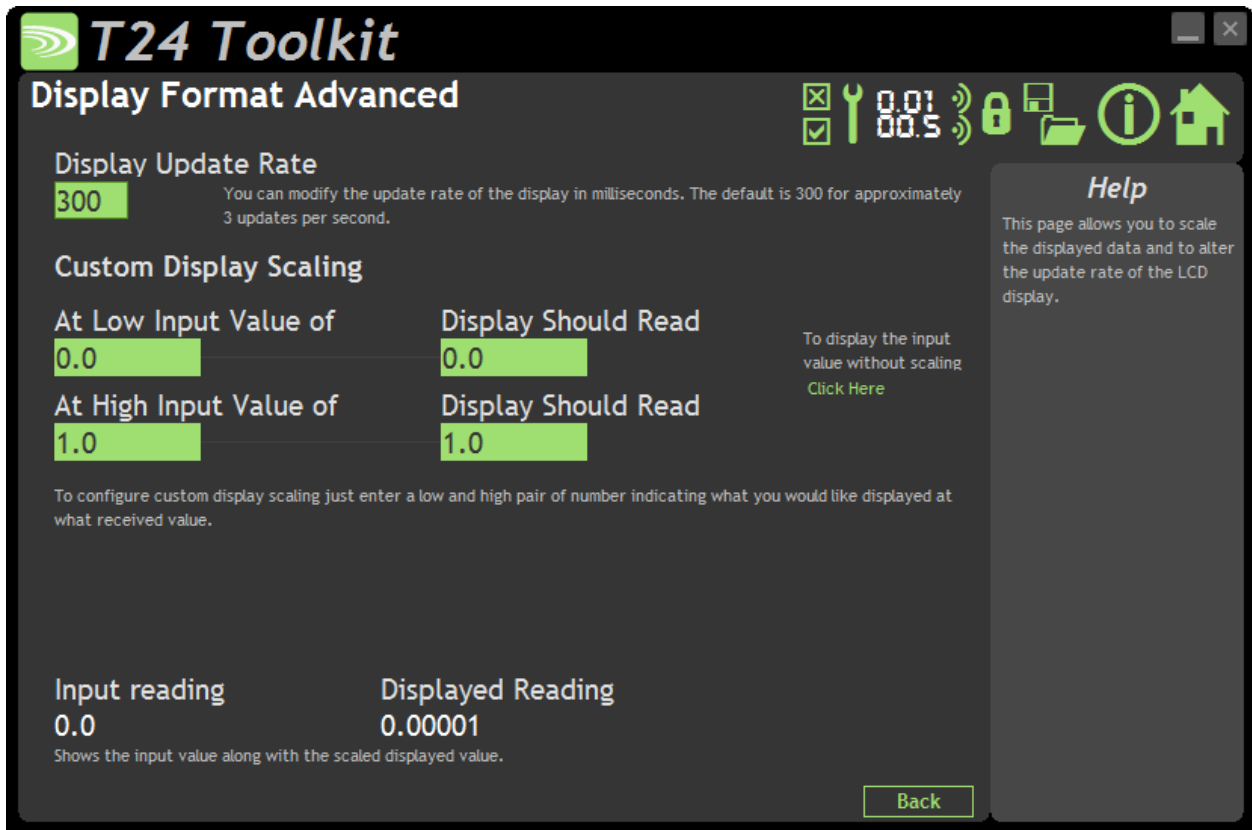 T24 Toolkit
Display Format Advanced
0.01
00.5
Display Update Rate
300
You can modify the update rate of the display in milliseconds. The default is 300 for approximately
3 updates per second.
Custom Display Scaling
At Low Input Value of
Display Should Read
0.0
0.0
To display the input
value without scaling
Click Here
At High Input Value of
Display Should Read
1.0
1.0
To configure custom display scaling just enter a low and high pair of number indicating what you would like displayed at
what received value.
Input reading
Displayed Reading
0.0
0.00001
Shows the input value along with the scaled displayed value.
Back
Help
This page allows you to scale
the displayed data and to alter
the update rate of the LCD
display.